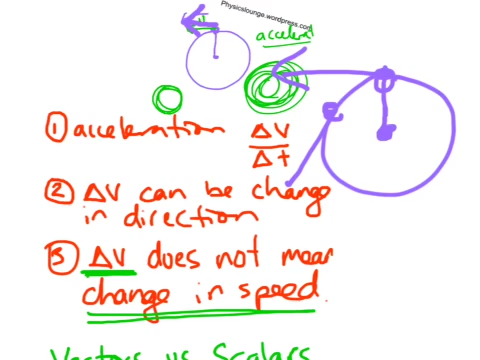 Physicslounge.wordpress.com
V
accelerat
① acceleration ΔV
Δt
② ΔV can be change
in direction
③ ΔV does not mean
change in speed.
Vectors vs Scalars